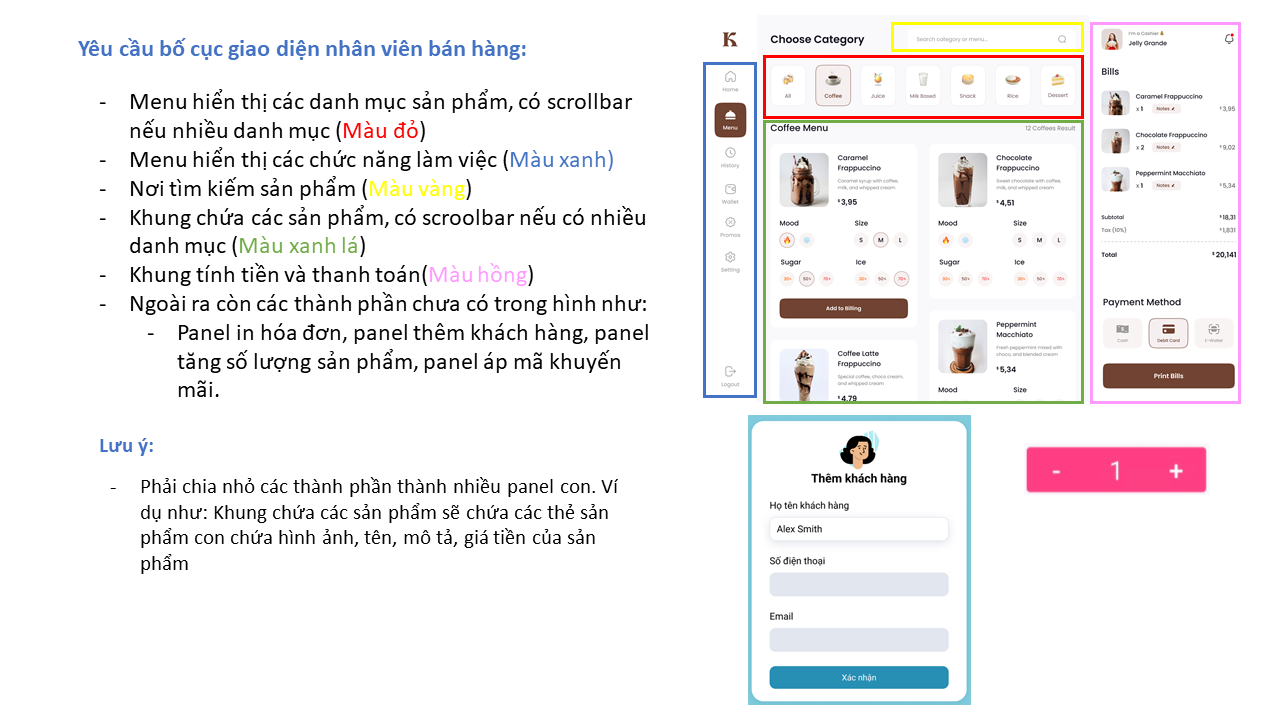 Yêu cầu bố cục giao diện nhân viên bán hàng:
- Menu hiển thị các danh mục sản phẩm, có scrollbar
nếu nhiều danh mục (Màu đỏ)
- Menu hiển thị các chức năng làm việc (Màu xanh)
- Nơi tìm kiếm sản phẩm (Màu vàng)
- Khung chứa các sản phẩm, có scroolbar nếu có nhiều
danh mục (Màu xanh lá)
- Khung tính tiền và thanh toán(Màu hồng)
- Ngoài ra còn các thành phần chưa có trong hình như:
- Panel in hóa đơn, panel thêm khách hàng, panel
tăng số lượng sản phẩm, panel áp mã khuyến
mãi.
Lưu ý:
- Phải chia nhỏ các thành phần thành nhiều panel con. Ví
dụ như: Khung chứa các sản phẩm sẽ chứa các thẻ sản
phẩm con chứa hình ảnh, tên, mô tả, giá tiền của sản
phẩm
K
Home
Menu
History
Wallet
Promos
Setting
Logout
Choose Category
Search category or menu...
All
Coffee
Juice
Milk Based
Snack
Rice
Dessert
Coffee Menu
12 Coffees Result
Caramel
Frappuccino
Caramel syrup with coffee,
milk, and whipped cream
$3,95
Mood
Size
S M L
Sugar
Ice
30% 50% 70%
30% 50% 70%
Add to Billing
Chocolate
Frappuccino
Sweet chocolate with coffee,
milk, and whipped cream
$4,51
Mood
Size
S M L
Sugar
Ice
30% 50% 70%
30% 50% 70%
Coffee Latte
Frappuccino
Special coffee, choco cream,
and whipped cream
$4,79
Peppermint
Macchiato
Fresh peppermint mixed with
choco, and blended cream
$5,34
Mood
Size
I'm a Cashier
Jelly Grande
Bills
Caramel Frappuccino
x 1 Notes $3,95
Chocolate Frappuccino
x 2 Notes $9,02
Peppermint Macchiato
x 1 Notes $5,34
Subtotal $18,31
Tax (10%) $1,831
Total $20,141
Payment Method
Cash
Debit Card
E-Wallet
Print Bills
Thêm khách hàng
Họ tên khách hàng
Alex Smith
Số điện thoại
Email
Xác nhận
- 1 +